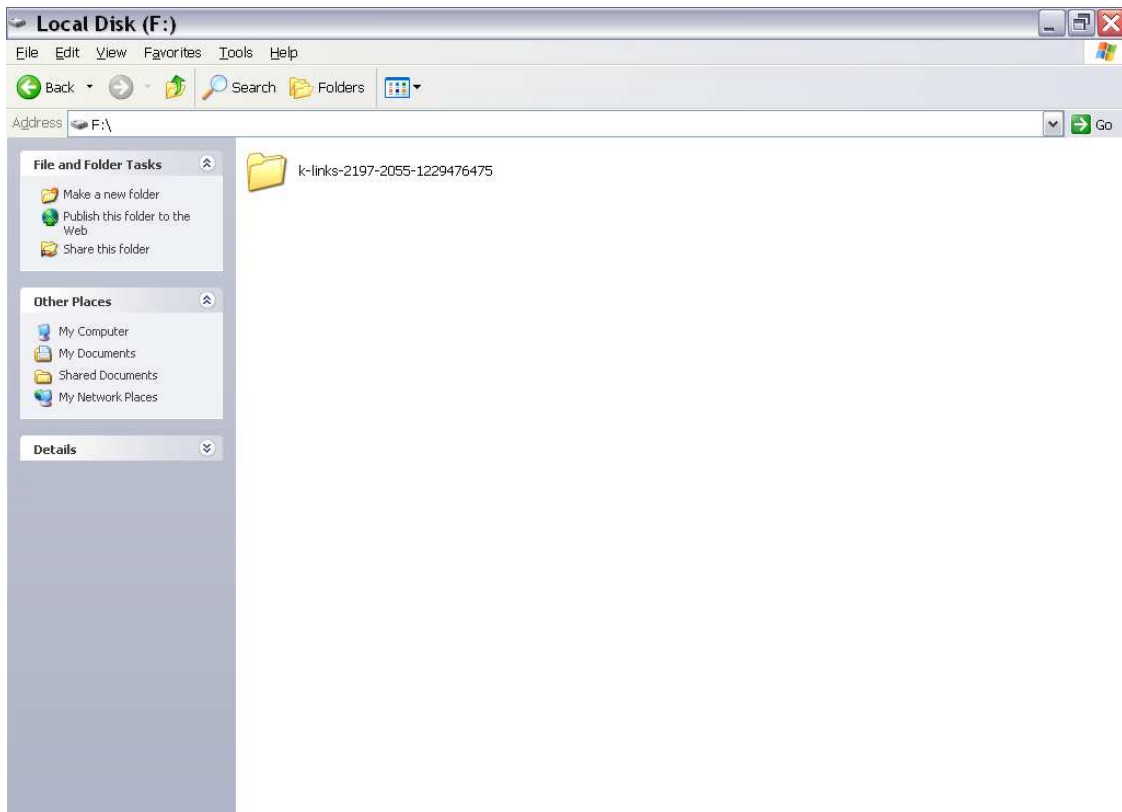 Local Disk (F:)
File Edit View Favorites Tools Help
Back Search Folders
Address F:\ Go
File and Folder Tasks
Make a new folder
Publish this folder to the
Web
Share this folder
Other Places
My Computer
My Documents
Shared Documents
My Network Places
Details
k-links-2197-2055-1229476475